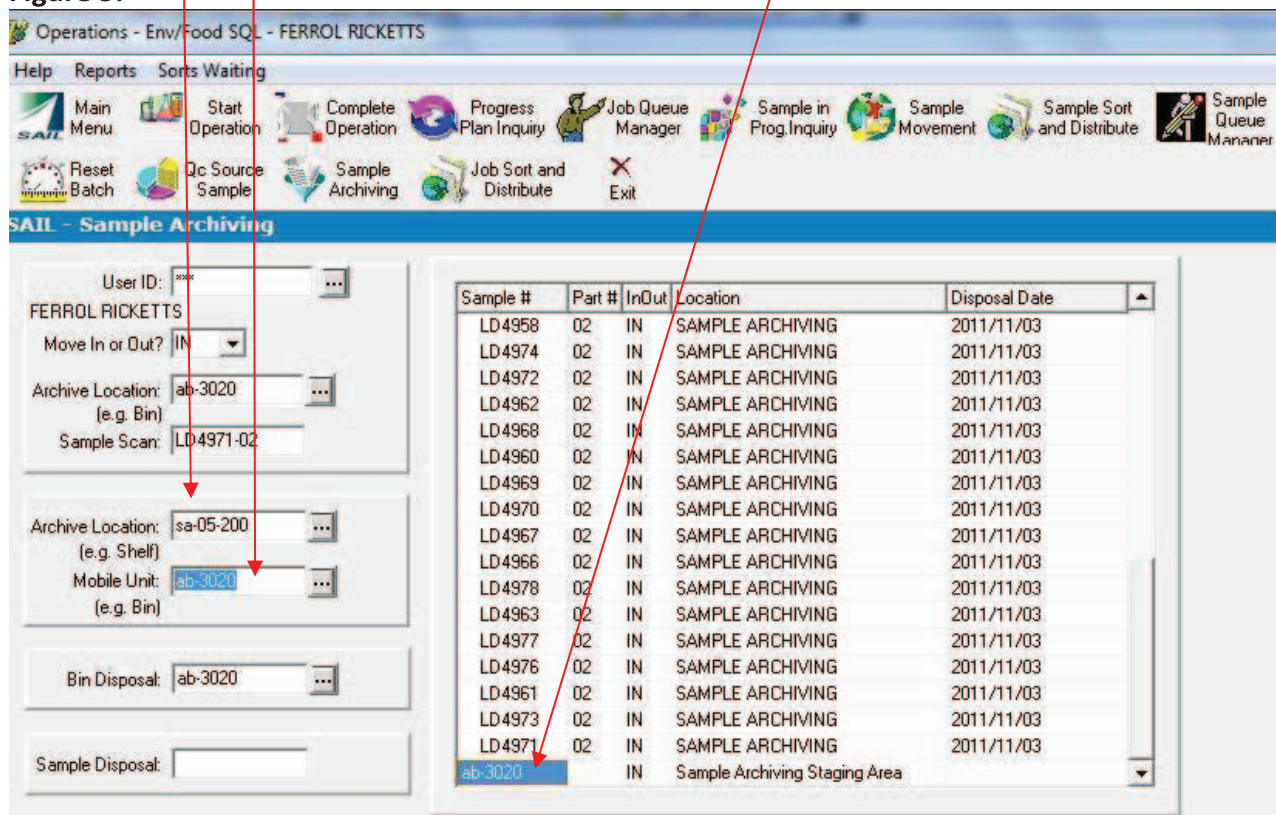 Operations - Env/Food SQL - FERROL RICKETTS
Help Reports Sorts Waiting
SAIL Main Menu
Start Operation
Complete Operation
Progress Plan Inquiry
Job Queue Manager
Sample in Prog.Inquiry
Sample Movement
Sample Sort and Distribute
Sample Queue Manager
Reset Batch
Qc Source Sample
Sample Archiving
Job Sort and Distribute
Exit
SAIL - Sample Archiving
User ID: *** ...
FERROL RICKETTS
Move In or Out? IN
Archive Location: ab-3020 ...
(e.g. Bin)
Sample Scan: LD4971-02
Archive Location: sa-05-200 ...
(e.g. Shelf)
Mobile Unit: ab-3020 ...
(e.g. Bin)
Bin Disposal: ab-3020 ...
Sample Disposal:
Sample # Part # InOut Location Disposal Date
LD4958 02 IN SAMPLE ARCHIVING 2011/11/03
LD4974 02 IN SAMPLE ARCHIVING 2011/11/03
LD4972 02 IN SAMPLE ARCHIVING 2011/11/03
LD4962 02 IN SAMPLE ARCHIVING 2011/11/03
LD4968 02 IN SAMPLE ARCHIVING 2011/11/03
LD4960 02 IN SAMPLE ARCHIVING 2011/11/03
LD4969 02 IN SAMPLE ARCHIVING 2011/11/03
LD4970 02 IN SAMPLE ARCHIVING 2011/11/03
LD4967 02 IN SAMPLE ARCHIVING 2011/11/03
LD4966 02 IN SAMPLE ARCHIVING 2011/11/03
LD4978 02 IN SAMPLE ARCHIVING 2011/11/03
LD4963 02 IN SAMPLE ARCHIVING 2011/11/03
LD4977 02 IN SAMPLE ARCHIVING 2011/11/03
LD4976 02 IN SAMPLE ARCHIVING 2011/11/03
LD4961 02 IN SAMPLE ARCHIVING 2011/11/03
LD4973 02 IN SAMPLE ARCHIVING 2011/11/03
LD4971 02 IN SAMPLE ARCHIVING 2011/11/03
ab-3020 IN Sample Archiving Staging Area